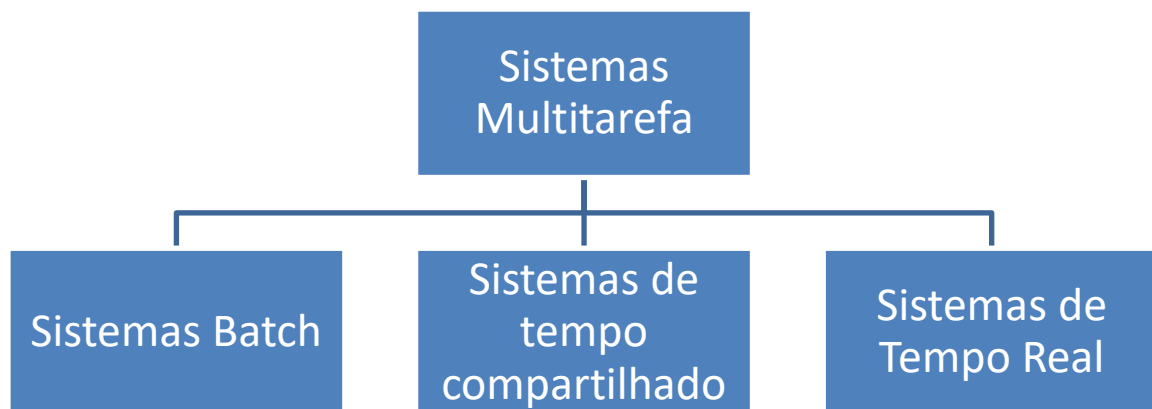 Sistemas
Multitarefa
Sistemas Batch
Sistemas de
tempo
compartilhado
Sistemas de
Tempo Real